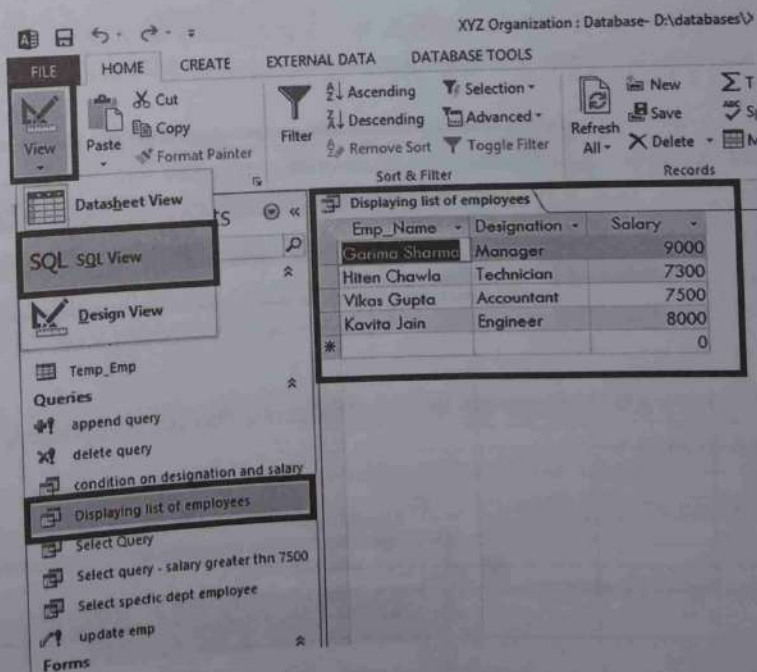 XYZ Organization : Database- D:\databases\X
FILE HOME CREATE EXTERNAL DATA DATABASE TOOLS
View
Paste
Cut
Copy
Format Painter
Filter
Ascending
Descending
Remove Sort
Selection
Advanced
Toggle Filter
Sort & Filter
Refresh
All
New
Save
Delete
Records
Datasheet View
SQL SQL View
Design View
Displaying list of employees
Emp_Name Designation Salary
Garima Sharma Manager 9000
Hiten Chawla Technician 7300
Vikas Gupta Accountant 7500
Kavita Jain Engineer 8000
* 0
Temp_Emp
Queries
append query
delete query
condition on designation and salary
Displaying list of employees
Select Query
Select query - salary greater thn 7500
Select specfic dept employee
update emp
Forms